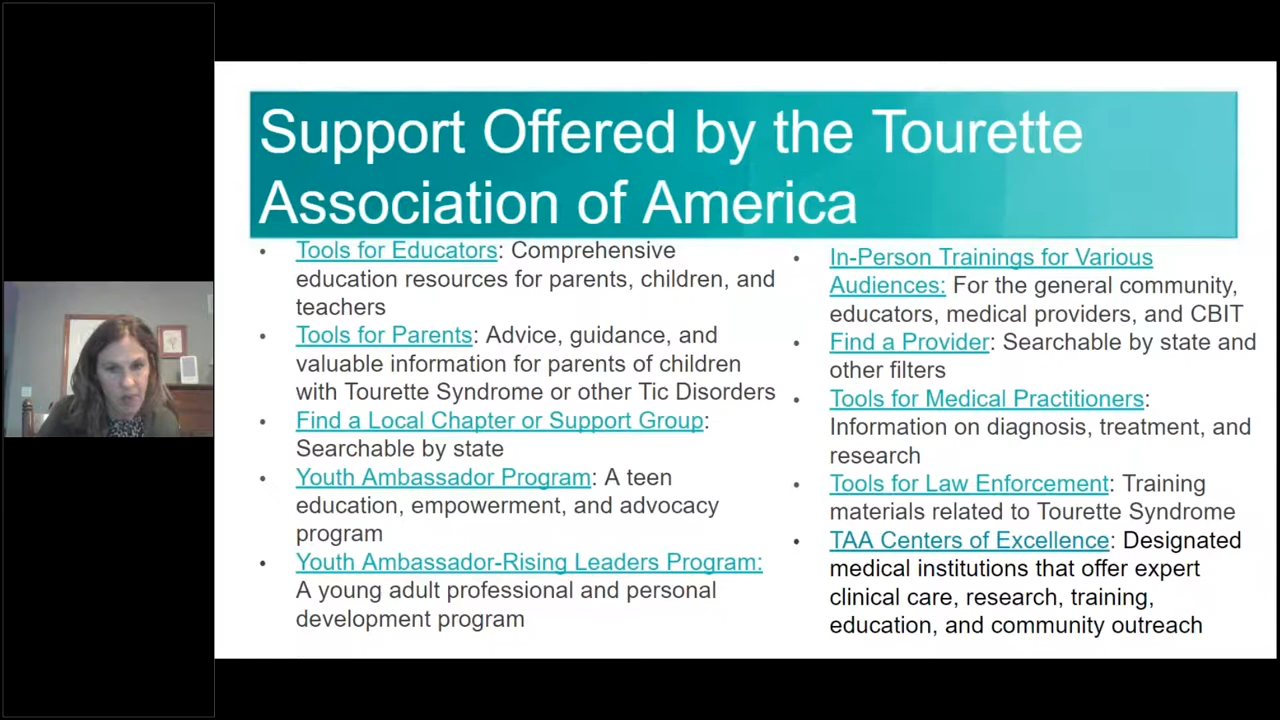 Support Offered by the Tourette
Association of America
• Tools for Educators: Comprehensive
education resources for parents, children, and
teachers
• Tools for Parents: Advice, guidance, and
valuable information for parents of children
with Tourette Syndrome or other Tic Disorders
• Find a Local Chapter or Support Group:
Searchable by state
• Youth Ambassador Program: A teen
education, empowerment, and advocacy
program
• Youth Ambassador-Rising Leaders Program:
A young adult professional and personal
development program
• In-Person Trainings for Various
Audiences: For the general community,
educators, medical providers, and CBIT
• Find a Provider: Searchable by state and
other filters
• Tools for Medical Practitioners:
Information on diagnosis, treatment, and
research
• Tools for Law Enforcement: Training
materials related to Tourette Syndrome
• TAA Centers of Excellence: Designated
medical institutions that offer expert
clinical care, research, training,
education, and community outreach